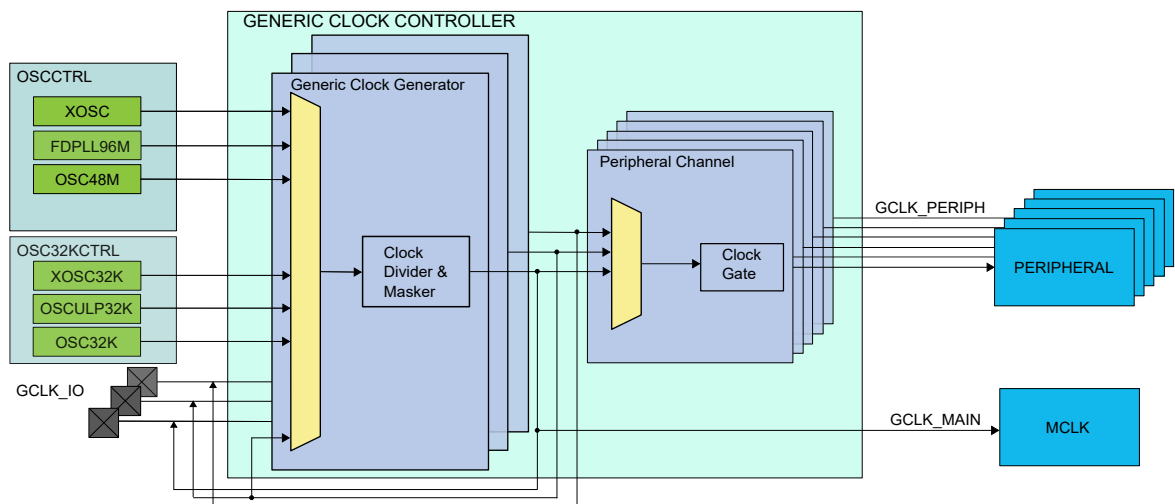 GENERIC CLOCK CONTROLLER
OSCCTRL
XOSC
FDPLL96M
OSC48M
OSC32KCTRL
XOSC32K
OSCULP32K
OSC32K
GCLK_IO
Generic Clock Generator
Clock
Divider &
Masker
Peripheral Channel
Clock
Gate
GCLK_PERIPH
PERIPHERAL
GCLK_MAIN
MCLK